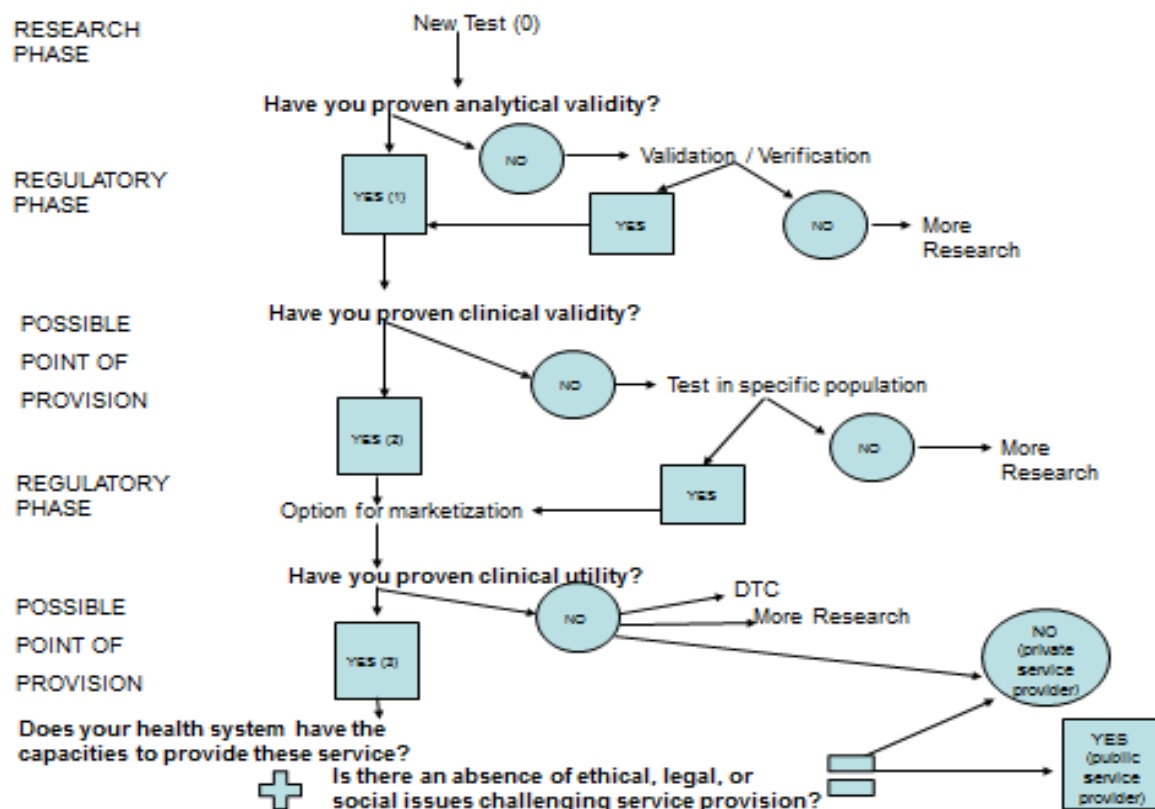 RESEARCH
PHASE
New Test (0)
Have you proven analytical validity?
NO
Validation / Verification
REGULATORY
PHASE
YES (1)
YES
NO
More
Research
Have you proven clinical validity?
POSSIBLE
POINT OF
PROVISION
NO
Test in specific population
YES (2)
NO
More
Research
REGULATORY
PHASE
YES
Option for marketization
Have you proven clinical utility?
DTC
More Research
POSSIBLE
POINT OF
PROVISION
NO
YES (3)
NO
(private
service
provider)
Does your health system have the
capacities to provide these service?
Is there an absence of ethical, legal, or
social issues challenging service provision?
YES
(public
service
provider)